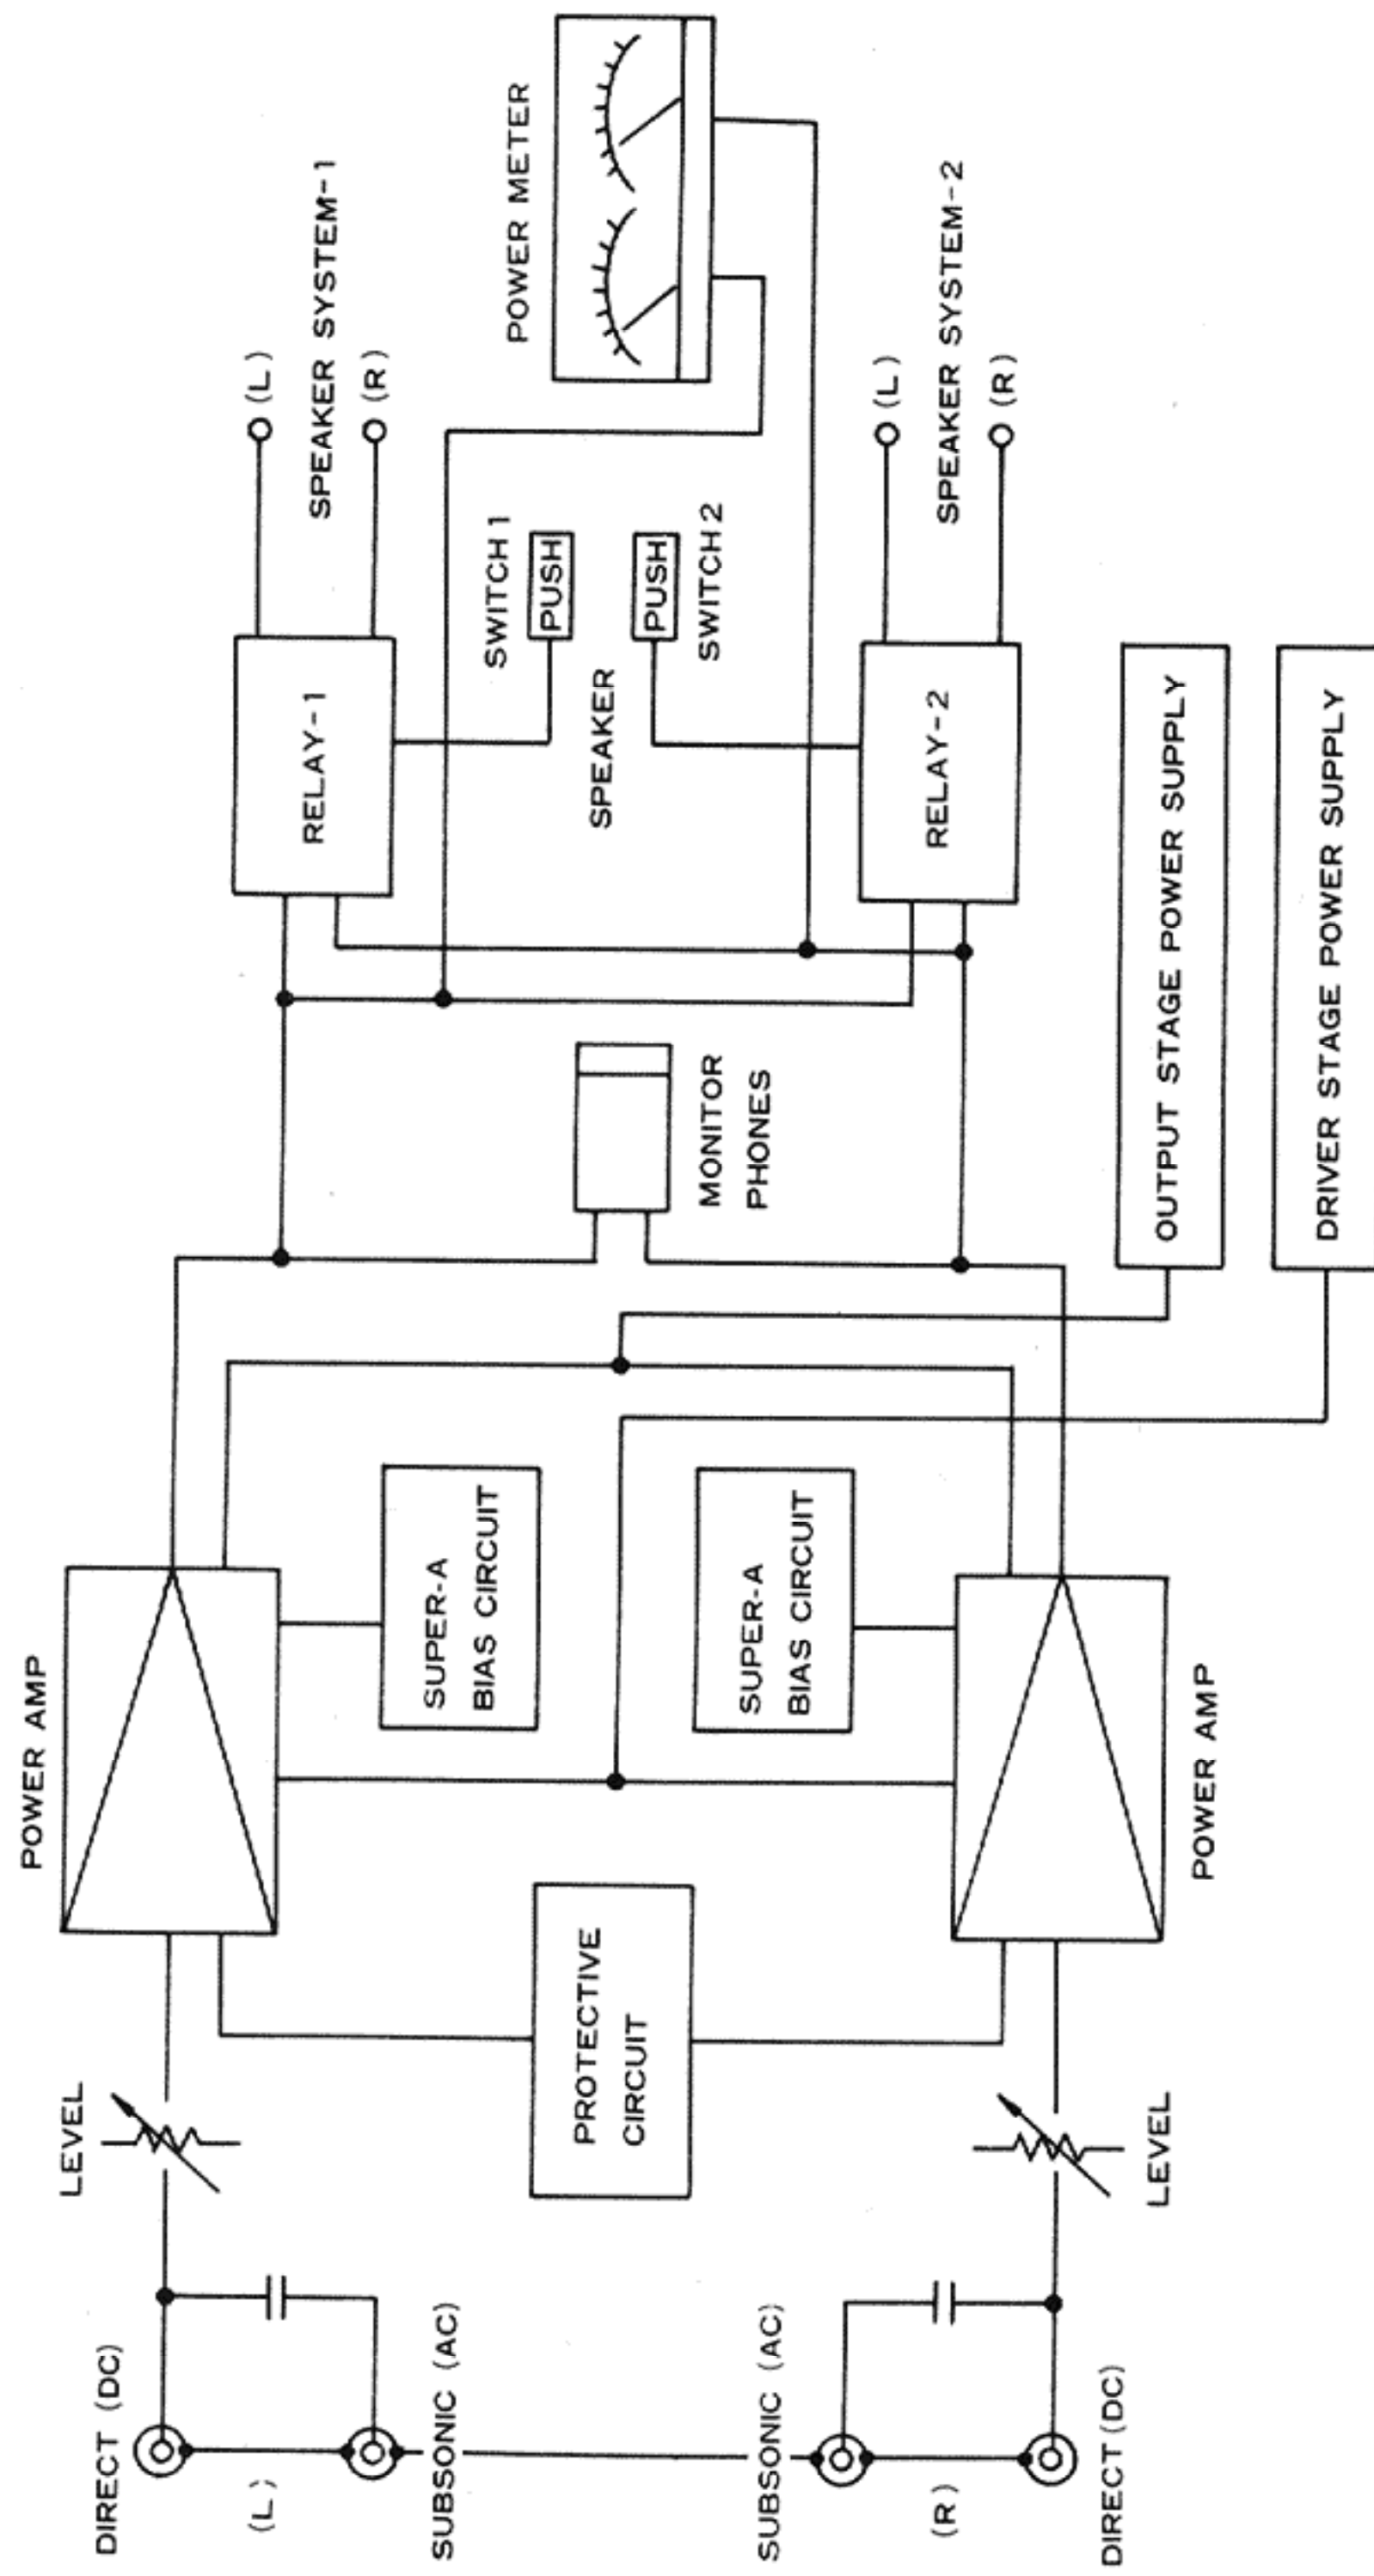 DIRECT (DC)
(L)
SUBSONIC (AC)
SUBSONIC (AC)
(R)
DIRECT (DC)
LEVEL
LEVEL
PROTECTIVE
CIRCUIT
POWER AMP
SUPER-A
BIAS CIRCUIT
SUPER-A
BIAS CIRCUIT
POWER AMP
MONITOR
PHONES
OUTPUT STAGE POWER SUPPLY
DRIVER STAGE POWER SUPPLY
RELAY-1
SPEAKER
SWITCH 1
PUSH
PUSH
SWITCH 2
RELAY-2
(L)
SPEAKER SYSTEM-1
(R)
POWER METER
(L)
SPEAKER SYSTEM-2
(R)